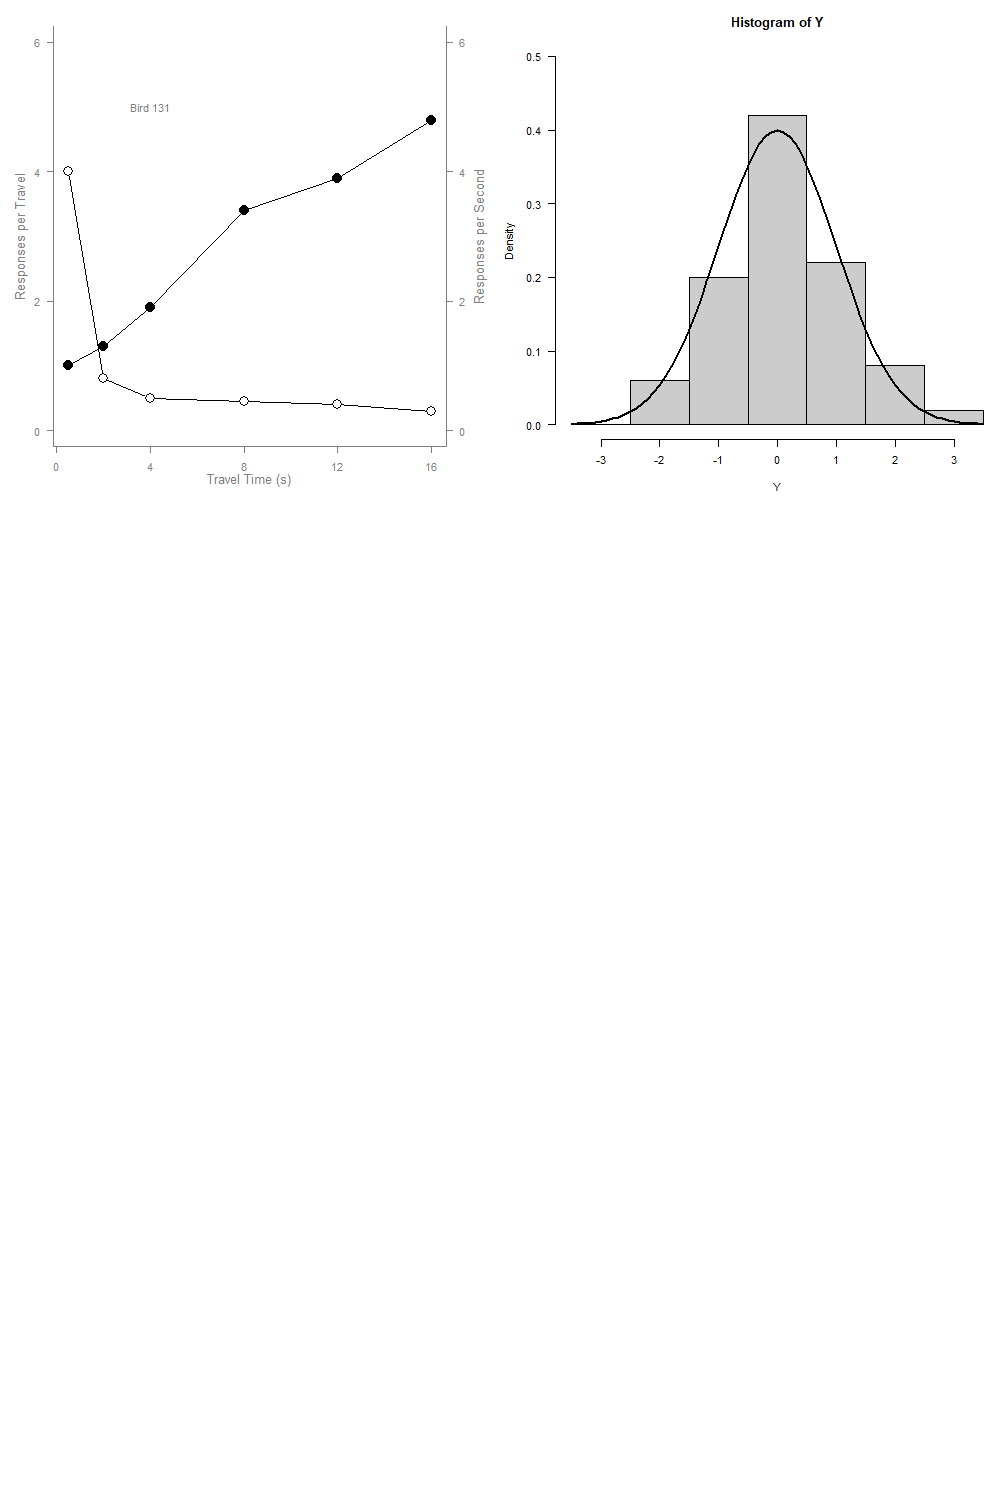 6
4
2
0
Responses per Travel
Bird 131
6
4
2
0
Responses per Second
0 4 8 12 16
Travel Time (s)
Histogram of Y
0.5
0.4
0.3
0.2
0.1
0.0
Density
-3 -2 -1 0 1 2 3
Y